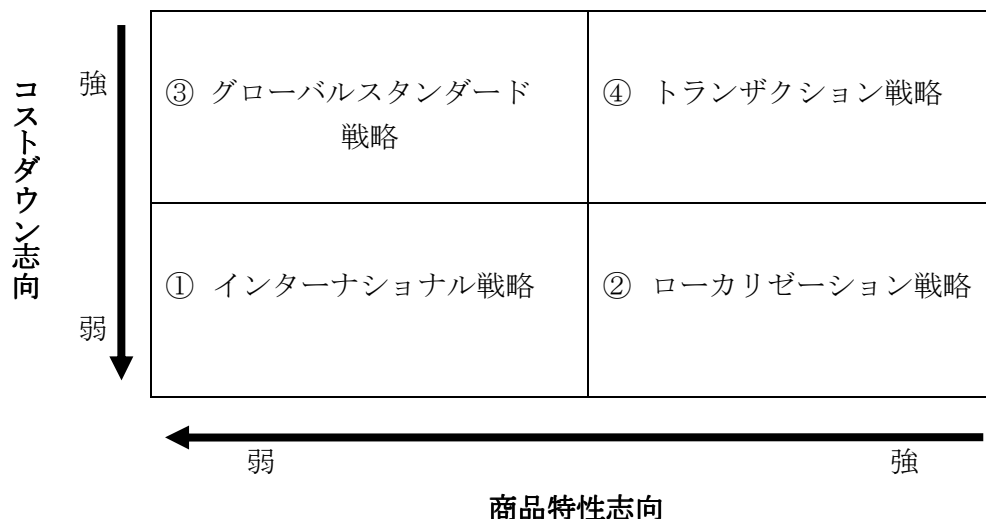 コストダウン志向
強
弱
③ グローバルスタンダード
戦略
④ トランザクション戦略
① インターナショナル戦略
② ローカリゼーション戦略
弱
強
商品特性志向